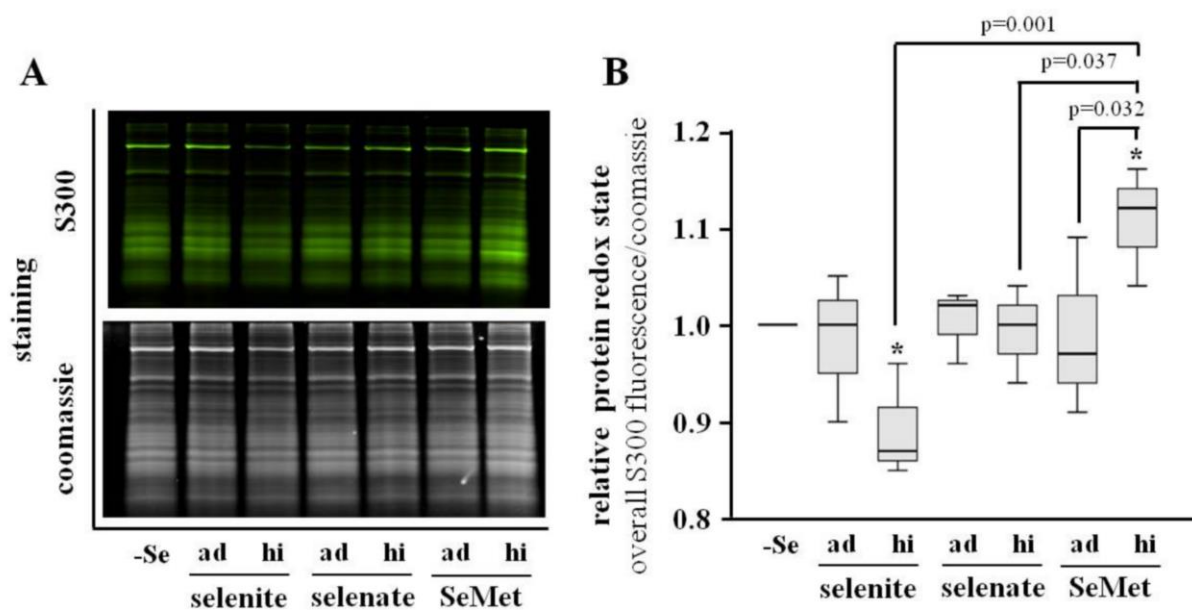 A
staining
S300
coomassie
-Se ad hi ad hi ad hi
selenite selenate SeMet
B
p=0.001
p=0.037
p=0.032
relative protein redox state
overall S300 fluorescence/coomassie
1.2
*
1.1
1.0
*
0.9
0.8
-Se ad hi ad hi ad hi
selenite selenate SeMet